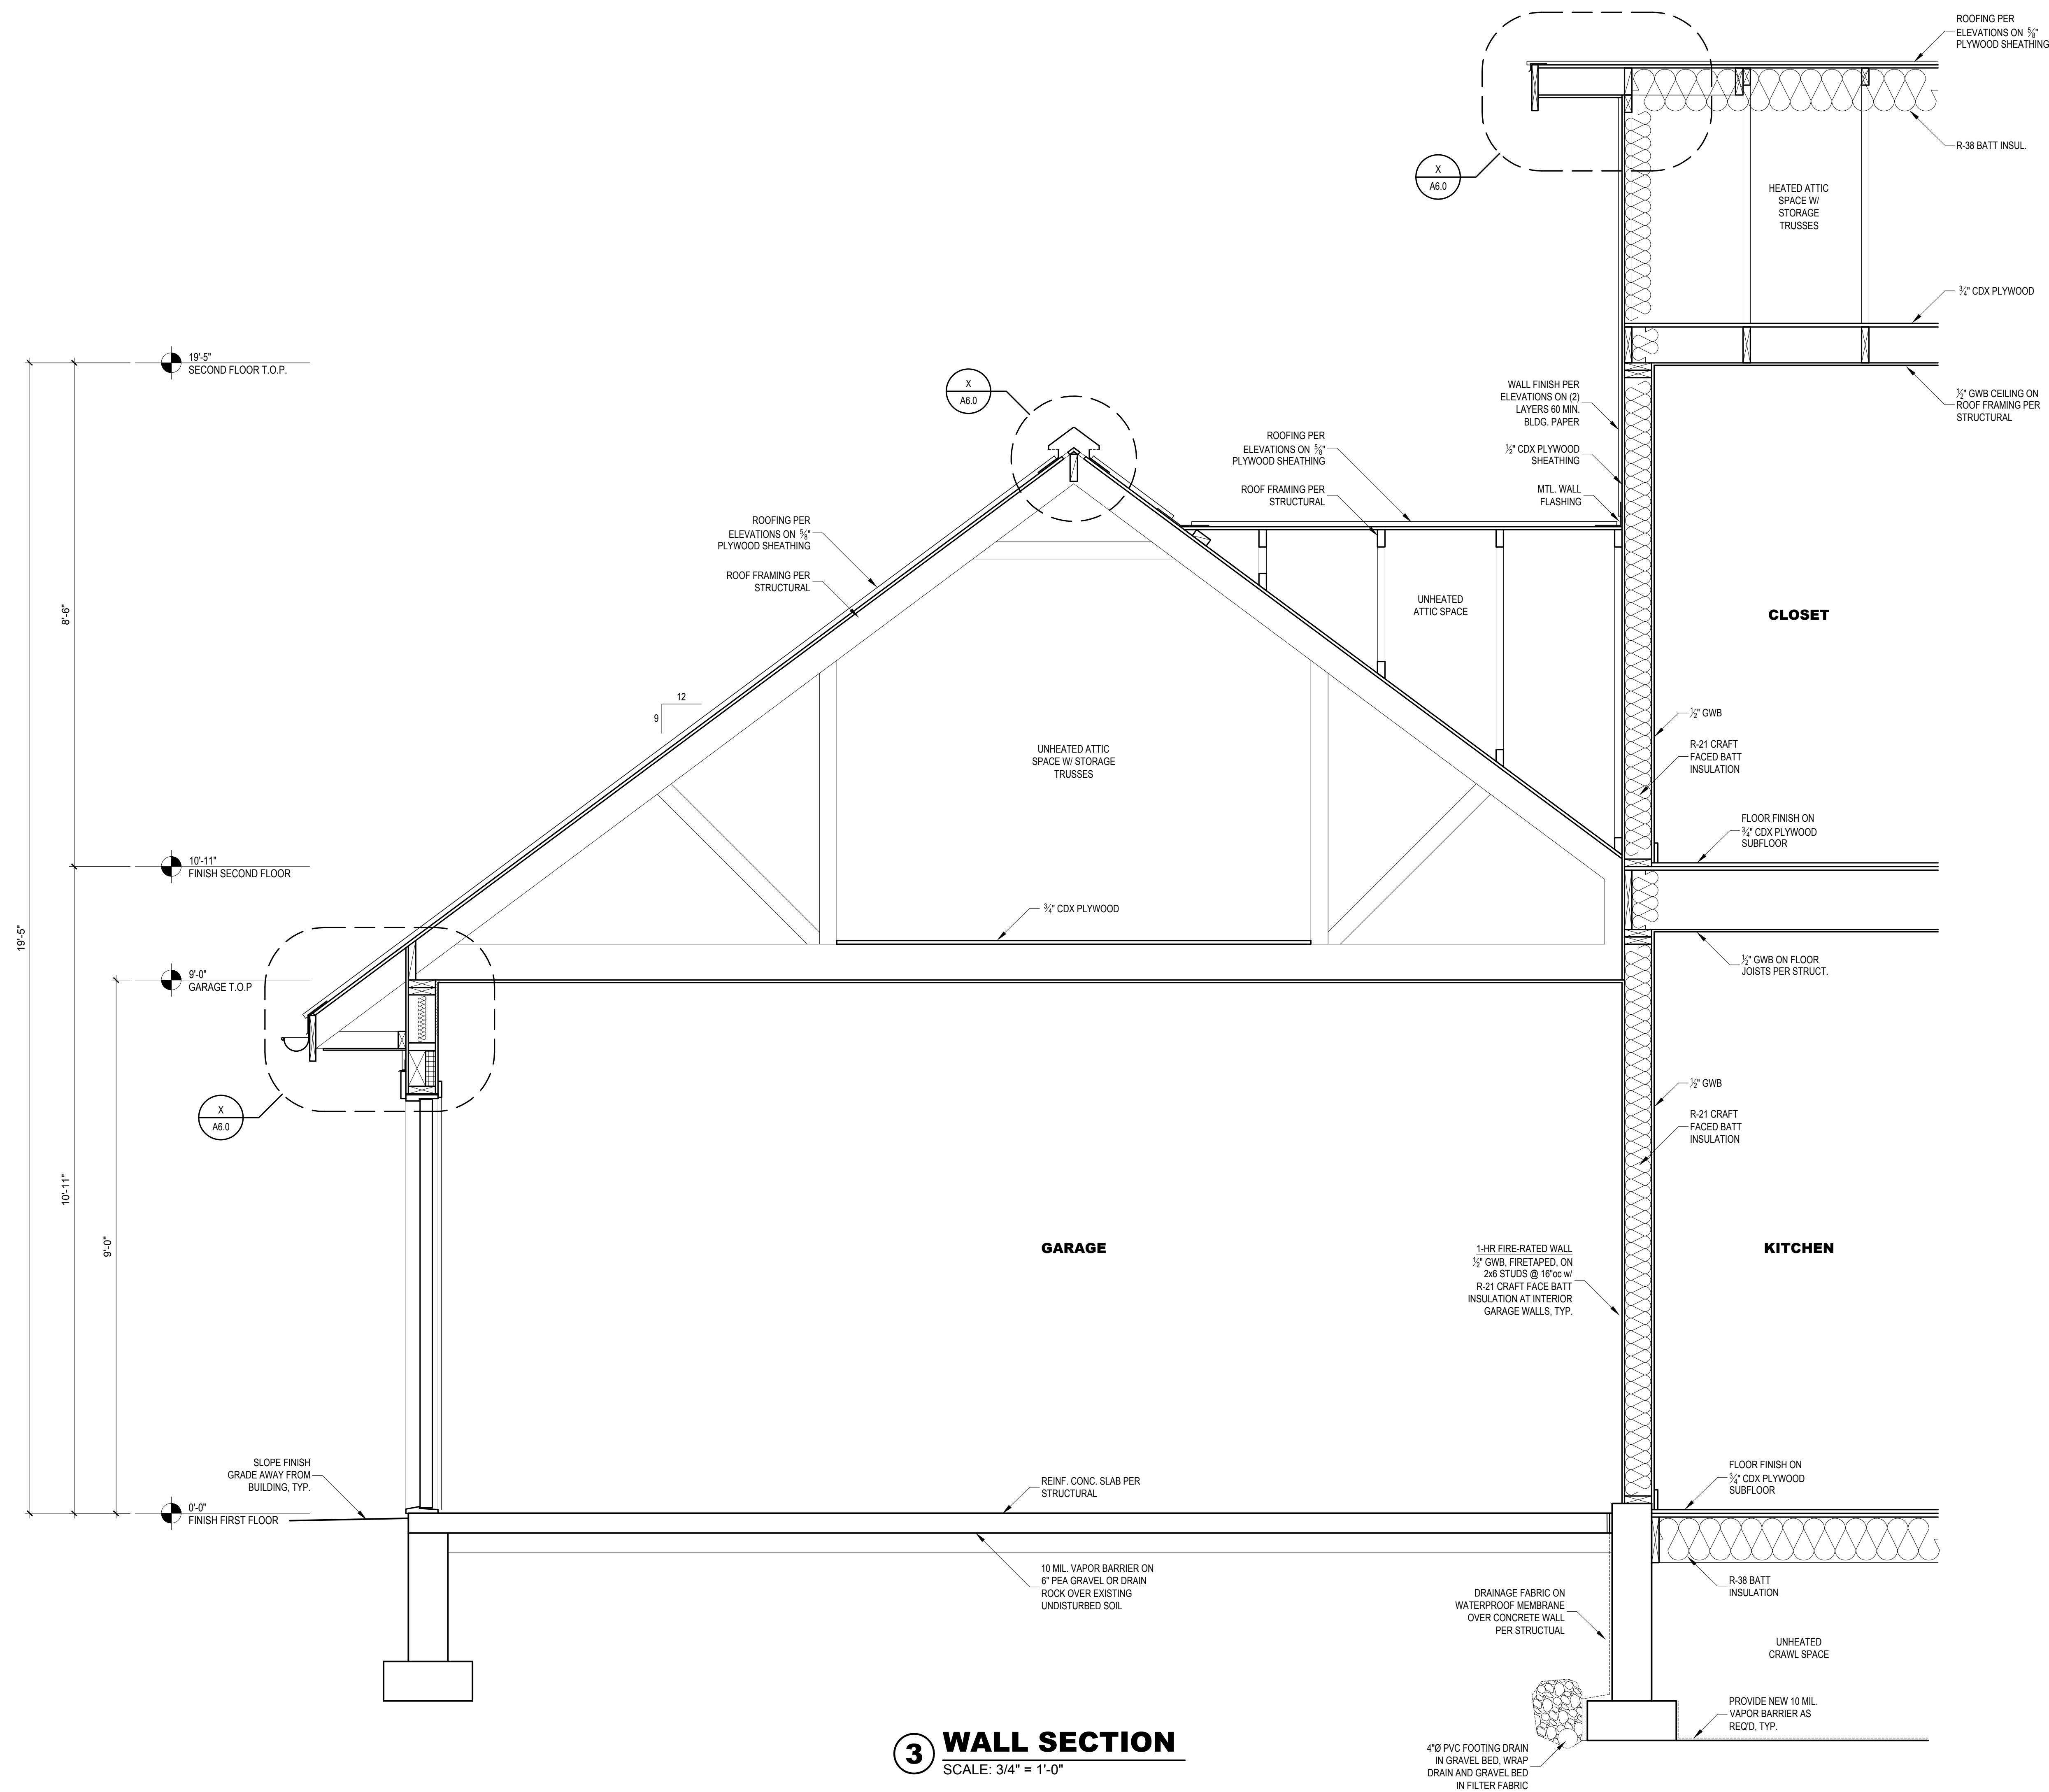 ROOFING PER
ELEVATIONS ON 5/8"
PLYWOOD SHEATHING
R-38 BATT INSUL.
X
A6.0
HEATED ATTIC
SPACE W/
STORAGE
TRUSSES
3/4" CDX PLYWOOD
19'-5"
SECOND FLOOR T.O.P.
X
A6.0
WALL FINISH PER
ELEVATIONS ON (2)
LAYERS 60 MIN.
BLDG. PAPER
1/2" GWB CEILING ON
ROOF FRAMING PER
STRUCTURAL
ROOFING PER
ELEVATIONS ON 5/8"
PLYWOOD SHEATHING
1/2" CDX PLYWOOD
SHEATHING
ROOF FRAMING PER
STRUCTURAL
MTL. WALL
FLASHING
ROOFING PER
ELEVATIONS ON 5/8"
PLYWOOD SHEATHING
ROOF FRAMING PER
STRUCTURAL
UNHEATED
ATTIC SPACE
8'-6"
CLOSET
12
9
1/2" GWB
UNHEATED ATTIC
SPACE W/ STORAGE
TRUSSES
R-21 CRAFT
FACED BATT
INSULATION
FLOOR FINISH ON
3/4" CDX PLYWOOD
SUBFLOOR
10'-11"
FINISH SECOND FLOOR
3/4" CDX PLYWOOD
19'-5"
1/2" GWB ON FLOOR
JOISTS PER STRUCT.
9'-0"
GARAGE T.O.P
X
A6.0
1/2" GWB
R-21 CRAFT
FACED BATT
INSULATION
10'-11"
9'-0"
GARAGE
1-HR FIRE-RATED WALL
1/2" GWB, FIRETAPED, ON
2x6 STUDS @ 16"oc w/
R-21 CRAFT FACE BATT
INSULATION AT INTERIOR
GARAGE WALLS, TYP.
KITCHEN
SLOPE FINISH
GRADE AWAY FROM
BUILDING, TYP.
REINF. CONC. SLAB PER
STRUCTURAL
FLOOR FINISH ON
3/4" CDX PLYWOOD
SUBFLOOR
0'-0"
FINISH FIRST FLOOR
10 MIL. VAPOR BARRIER ON
6" PEA GRAVEL OR DRAIN
ROCK OVER EXISTING
UNDISTURBED SOIL
DRAINAGE FABRIC ON
WATERPROOF MEMBRANE
OVER CONCRETE WALL
PER STRUCTUAL
R-38 BATT
INSULATION
UNHEATED
CRAWL SPACE
PROVIDE NEW 10 MIL.
VAPOR BARRIER AS
REQ'D, TYP.
4"Ø PVC FOOTING DRAIN
IN GRAVEL BED, WRAP
DRAIN AND GRAVEL BED
IN FILTER FABRIC
3 WALL SECTION
SCALE: 3/4" = 1'-0"